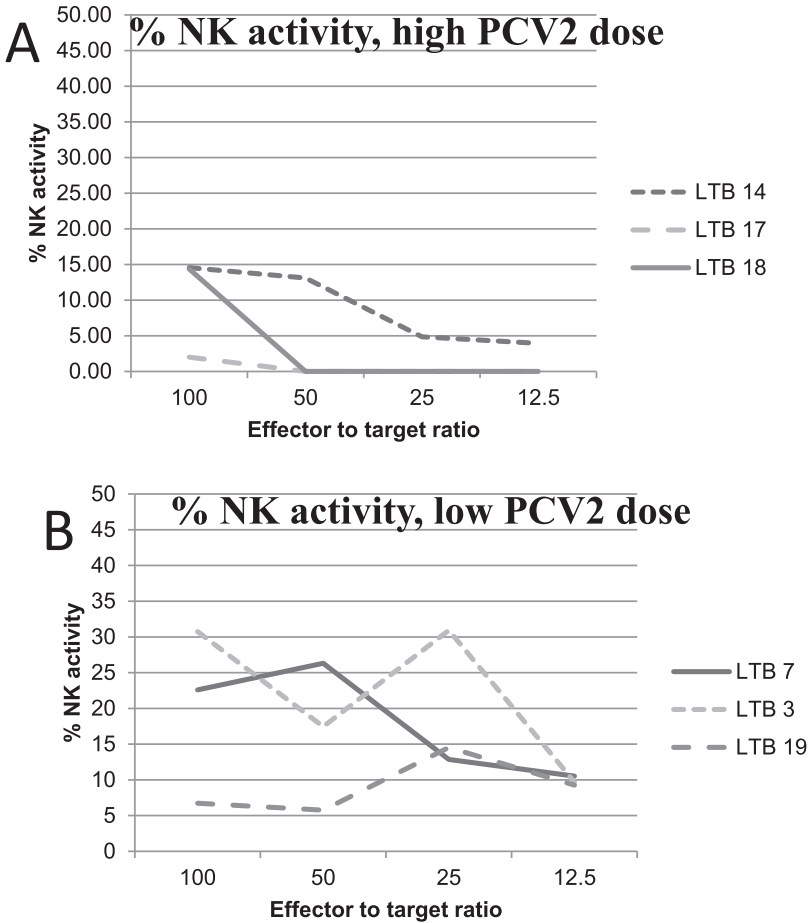 A
% NK activity, high PCV2 dose
50.00
45.00
40.00
35.00
30.00
25.00
20.00
15.00
10.00
5.00
0.00
% NK activity
100 50 25 12.5
Effector to target ratio
LTB 14
LTB 17
LTB 18
B
% NK activity, low PCV2 dose
50
45
40
35
30
25
20
15
10
5
0
% NK activity
100 50 25 12.5
Effector to target ratio
LTB 7
LTB 3
LTB 19